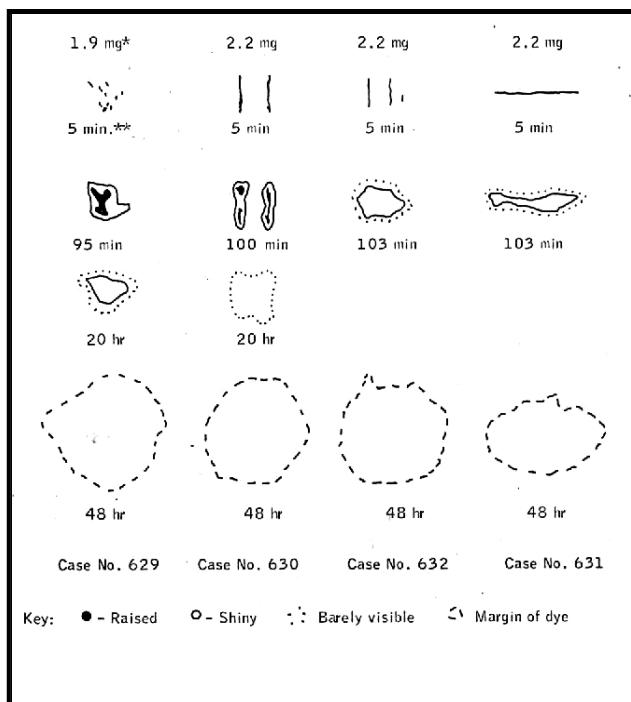 1.9 mg* 2.2 mg 2.2 mg 2.2 mg
5 min.** 5 min 5 min 5 min
95 min 100 min 103 min 103 min
20 hr 20 hr
48 hr 48 hr 48 hr 48 hr
Case No. 629 Case No. 630 Case No. 632 Case No. 631
Key: - Raised - Shiny Barely visible Margin of dye